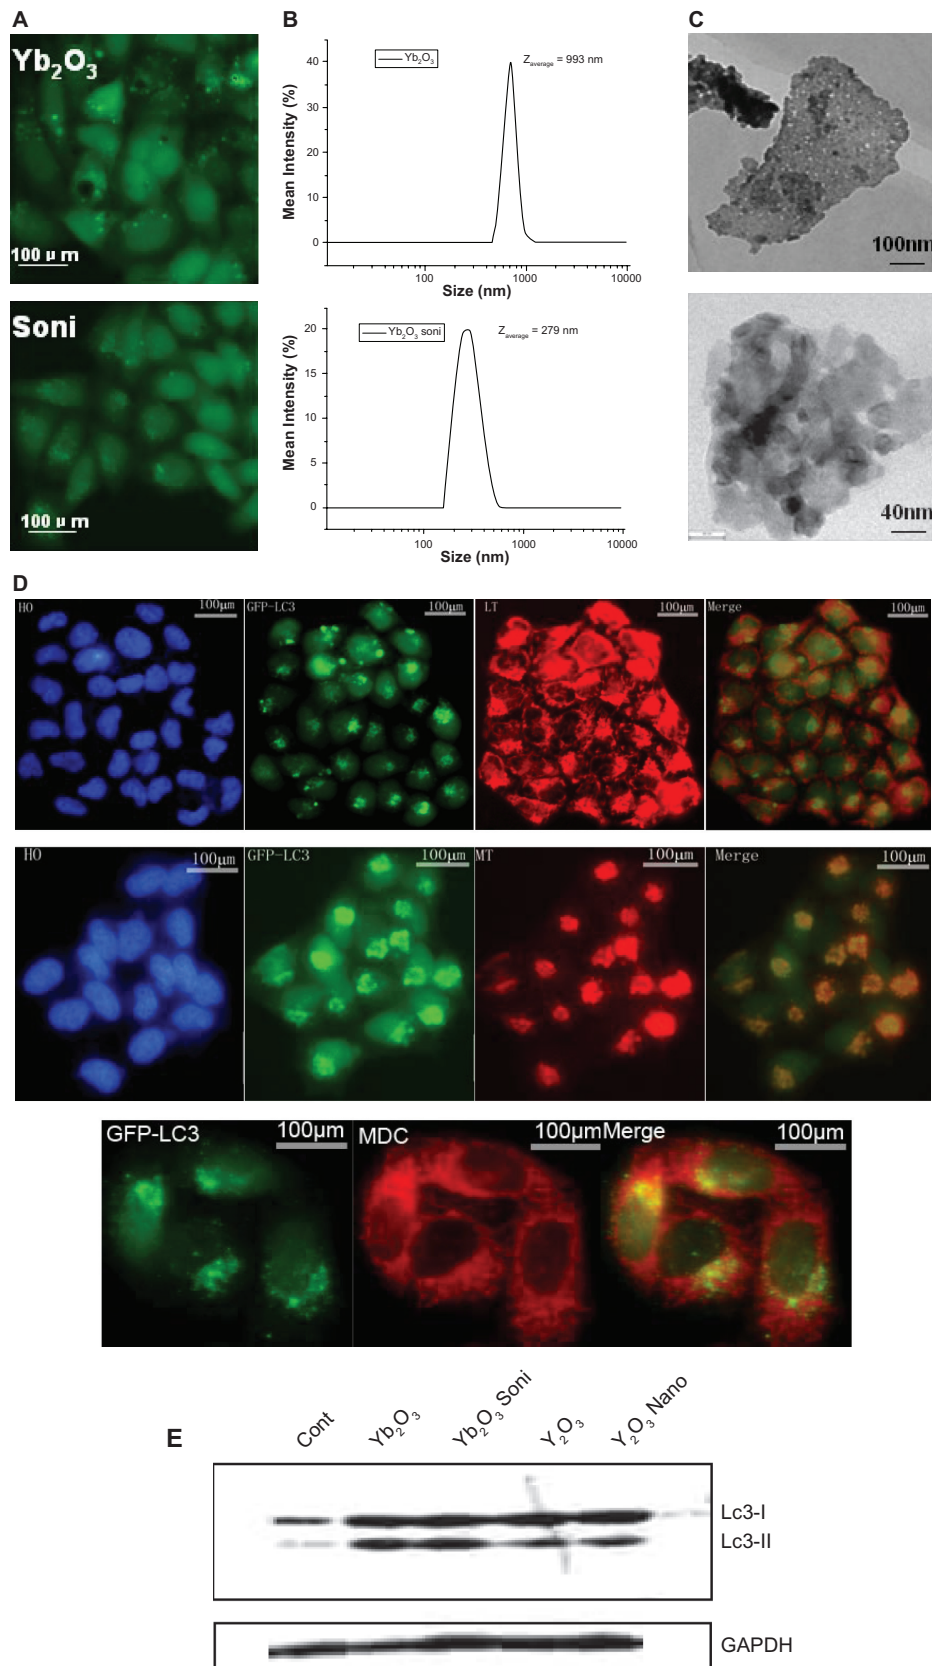 A
B
C
Yb₂O₃
100 μm
Soni
100 μm
Mean Intensity (%)
40
30
20
10
0
Yb₂O₃
Zaverage = 993 nm
100
1000
10000
Size (nm)
Mean Intensity (%)
20
15
10
5
0
Yb₂O₃ soni
Zaverage = 279 nm
100
1000
10000
Size (nm)
100nm
40nm
D
HO
100μm
GFP-LC3
100μm
LT
100μm
Merge
100μm
HO
100μm
GFP-LC3
100μm
MT
100μm
Merge
100μm
GFP-LC3
100μm
MDC
100μm
Merge
100μm
E
Cont
Yb₂O₃
Yb₂O₃ Soni
Y₂O₃
Y₂O₃ Nano
Lc3-I
Lc3-II
GAPDH